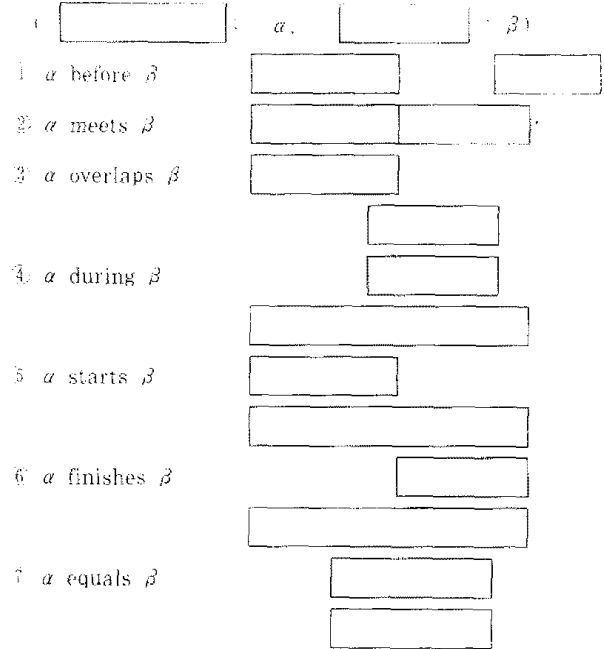 ( : α, : β)
① α before β
② α meets β
③ α overlaps β
④ α during β
⑤ α starts β
⑥ α finishes β
⑦ α equals β